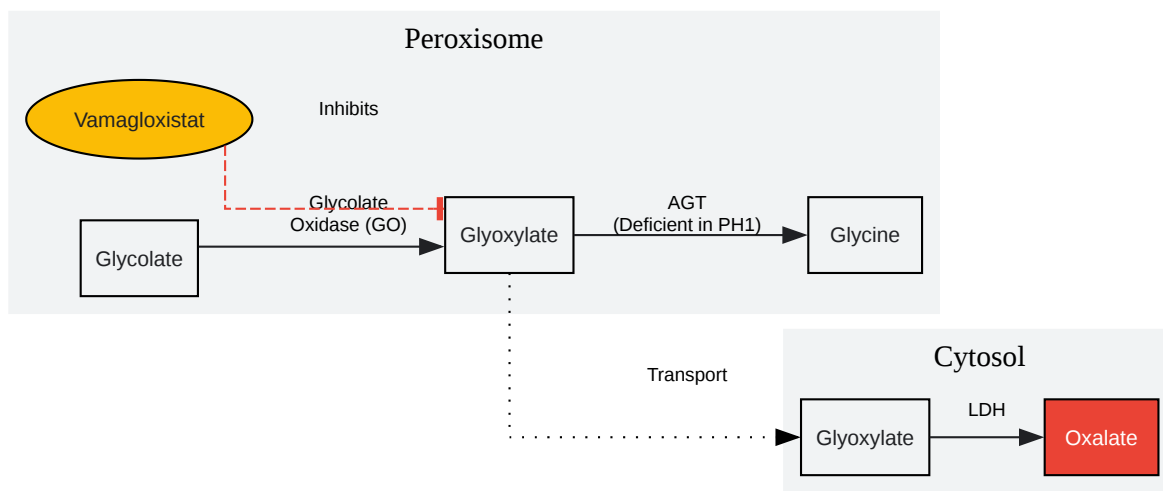 Peroxisome
Vamagloxistat
Inhibits
Glycolate
Oxidase (GO)
AGT
(Deficient in PH1)
Glycolate
Glyoxylate
Glycine
Cytosol
Transport
Glyoxylate
LDH
Oxalate